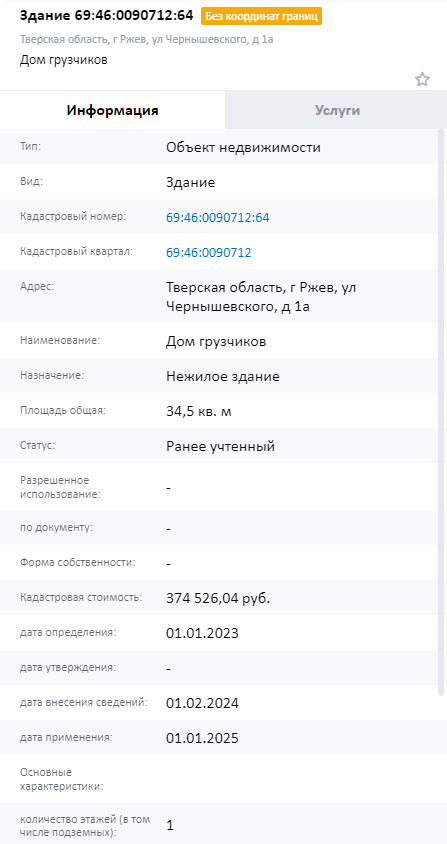 Здание 69:46:0090712:64 Без координат границ
Тверская область, г Ржев, ул Чернышевского, д 1а
Дом грузчиков
Информация Услуги
Тип: Объект недвижимости
Вид: Здание
Кадастровый номер: 69:46:0090712:64
Кадастровый квартал: 69:46:0090712
Адрес: Тверская область, г Ржев, ул
Чернышевского, д 1а
Наименование: Дом грузчиков
Назначение: Нежилое здание
Площадь общая: 34,5 кв. м
Статус: Ранее учтенный
Разрешенное
использование: -
по документу: -
Форма собственности: -
Кадастровая стоимость: 374 526,04 руб.
дата определения: 01.01.2023
дата утверждения: -
дата внесения сведений: 01.02.2024
дата применения: 01.01.2025
Основные
характеристики:
количество этажей (в том
числе подземных): 1